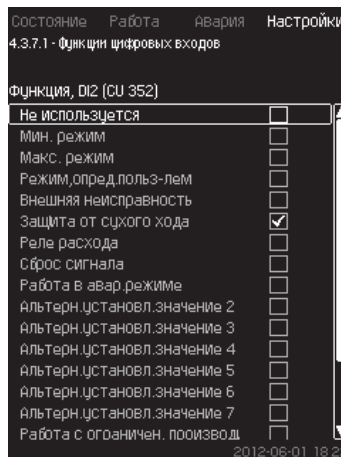 Состояние Работа Авария Настройки
4.3.7.1 - Функции цифровых входов
Функция, DI2 (CU 352)
Не используется
Мин. режим
Макс. режим
Режим,опред.польз-лем
Внешняя неисправность
Защита от сухого хода
Реле расхода
Сброс сигнала
Работа в авар.режиме
Альтерн.установл.значение 2
Альтерн.установл.значение 3
Альтерн.установл.значение 4
Альтерн.установл.значение 5
Альтерн.установл.значение 6
Альтерн.установл.значение 7
Работа с ограничен. производ
2012-06-01 18:2